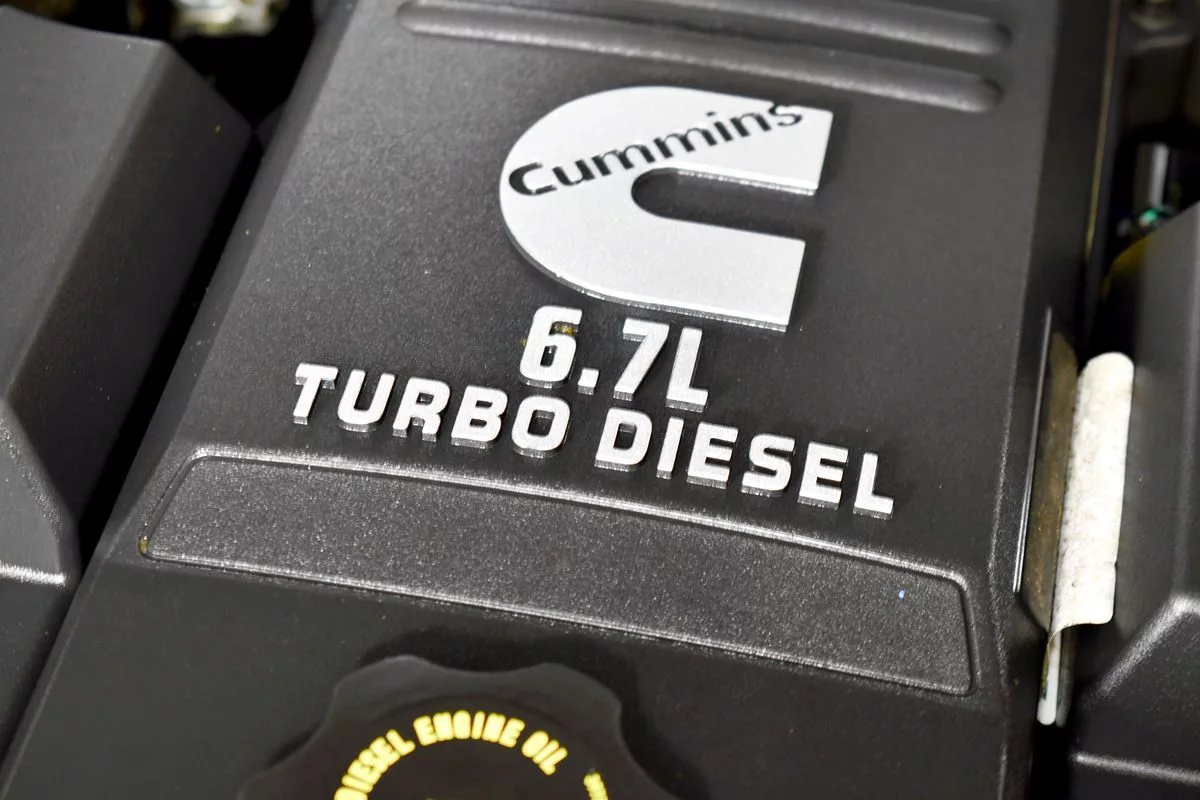 Cummins
6.7L
TURBO DIESEL
DIESEL ENGINE OIL